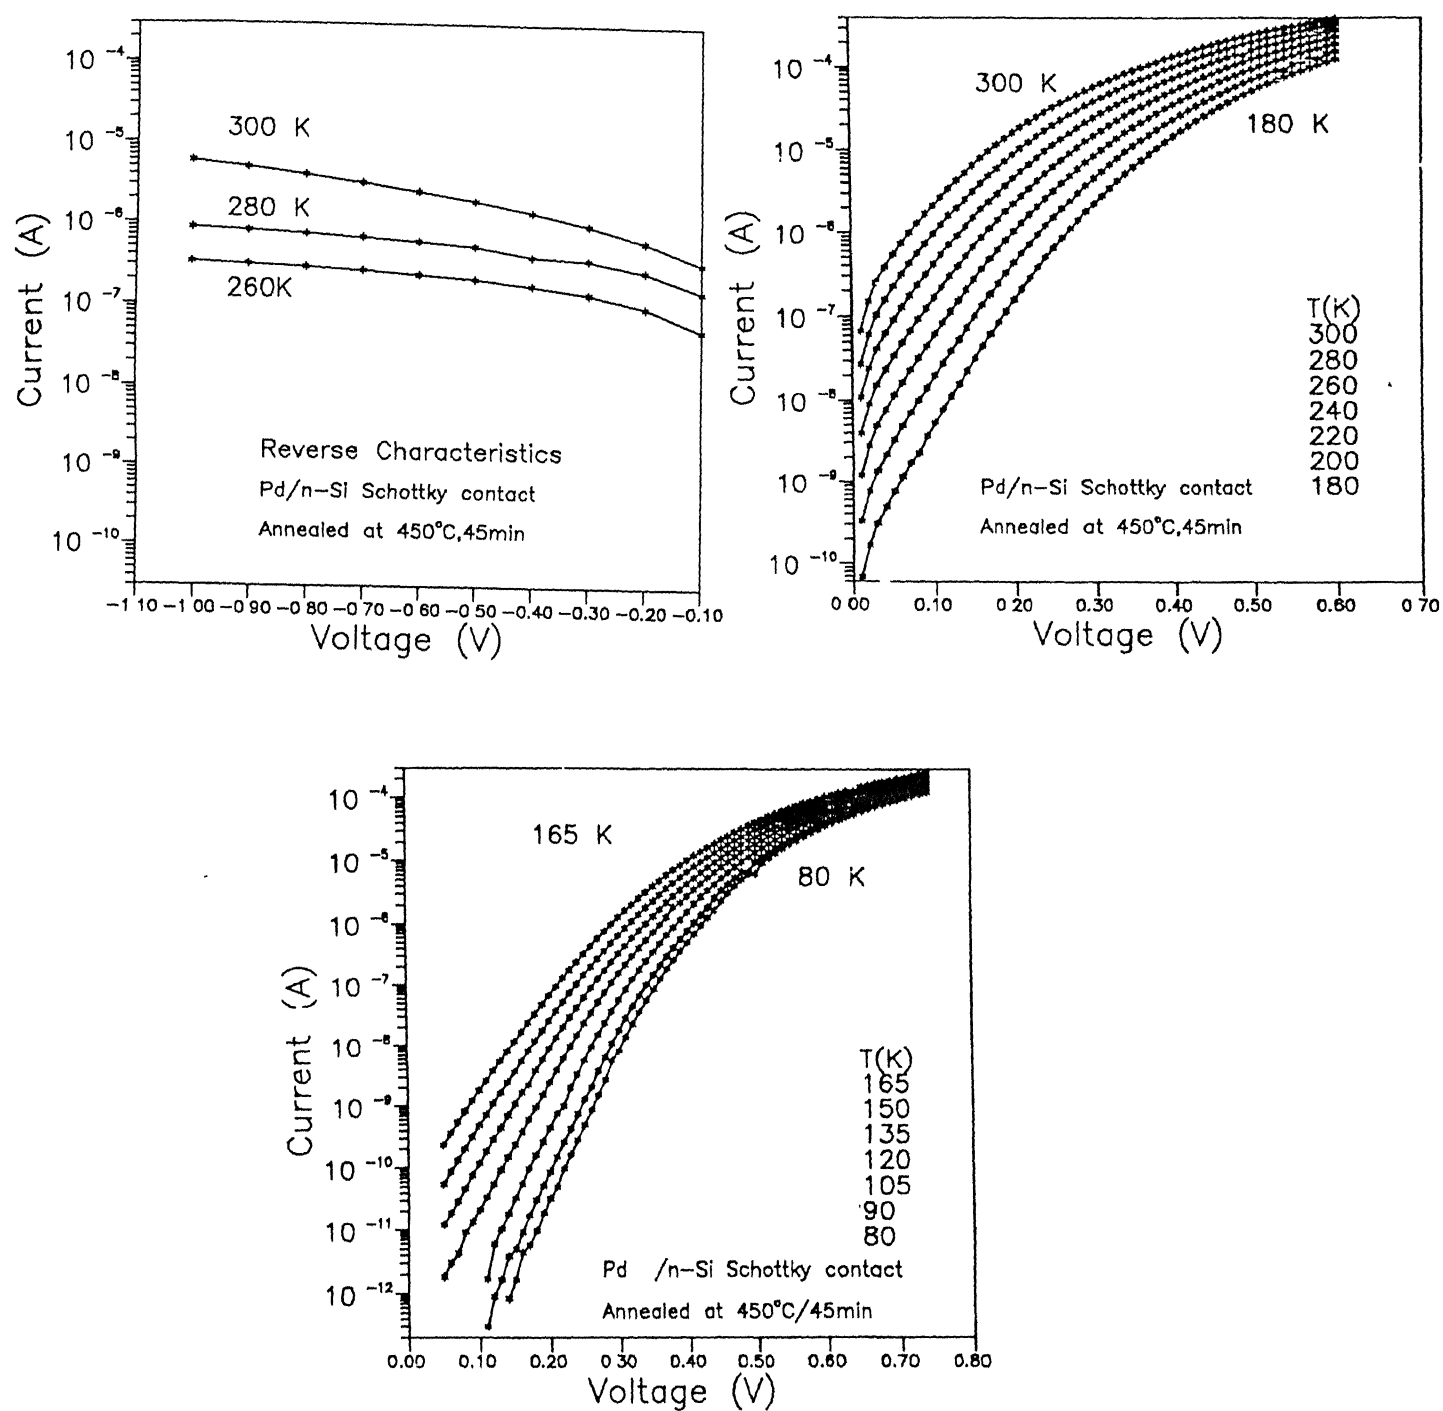 10 -4
10 -5
10 -6
10 -7
10 -8
10 -9
10 -10
Current (A)
300 K
280 K
260K
Reverse Characteristics
Pd/n-Si Schottky contact
Annealed at 450°C,45min
-1 10 -1 00 -0 90 -0 80 -0 70 -0 60 -0.50 -0.40 -0.30 -0.20 -0.10
Voltage (V)
10 -4
10 -5
10 -6
10 -7
10 -8
10 -9
10 -10
Current (A)
300 K
180 K
T(K)
300
280
260
240
220
200
180
Pd/n-Si Schottky contact
Annealed at 450°C,45min
0 00 0.10 0 20 0.30 0.40 0.50 0.60 0 70
Voltage (V)
10 -4
10 -5
10 -6
10 -7
10 -8
10 -9
10 -10
10 -11
10 -12
Current (A)
165 K
80 K
T(K)
165
150
135
120
105
90
80
Pd /n-Si Schottky contact
Annealed at 450°C/45min
0.00 0.10 0.20 0 30 0.40 0.50 0.60 0.70 0.80
Voltage (V)